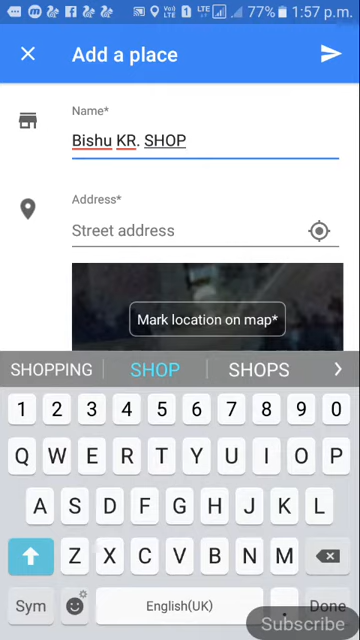 77% 1:57 p.m.
Add a place
Name*
Bishu KR. SHOP
Address*
Street address
Mark location on map*
SHOPPING SHOP SHOPS
1 2 3 4 5 6 7 8 9 0
Q W E R T Y U I O P
A S D F G H J K L
Z X C V B N M
Sym English(UK) . Done
Subscribe